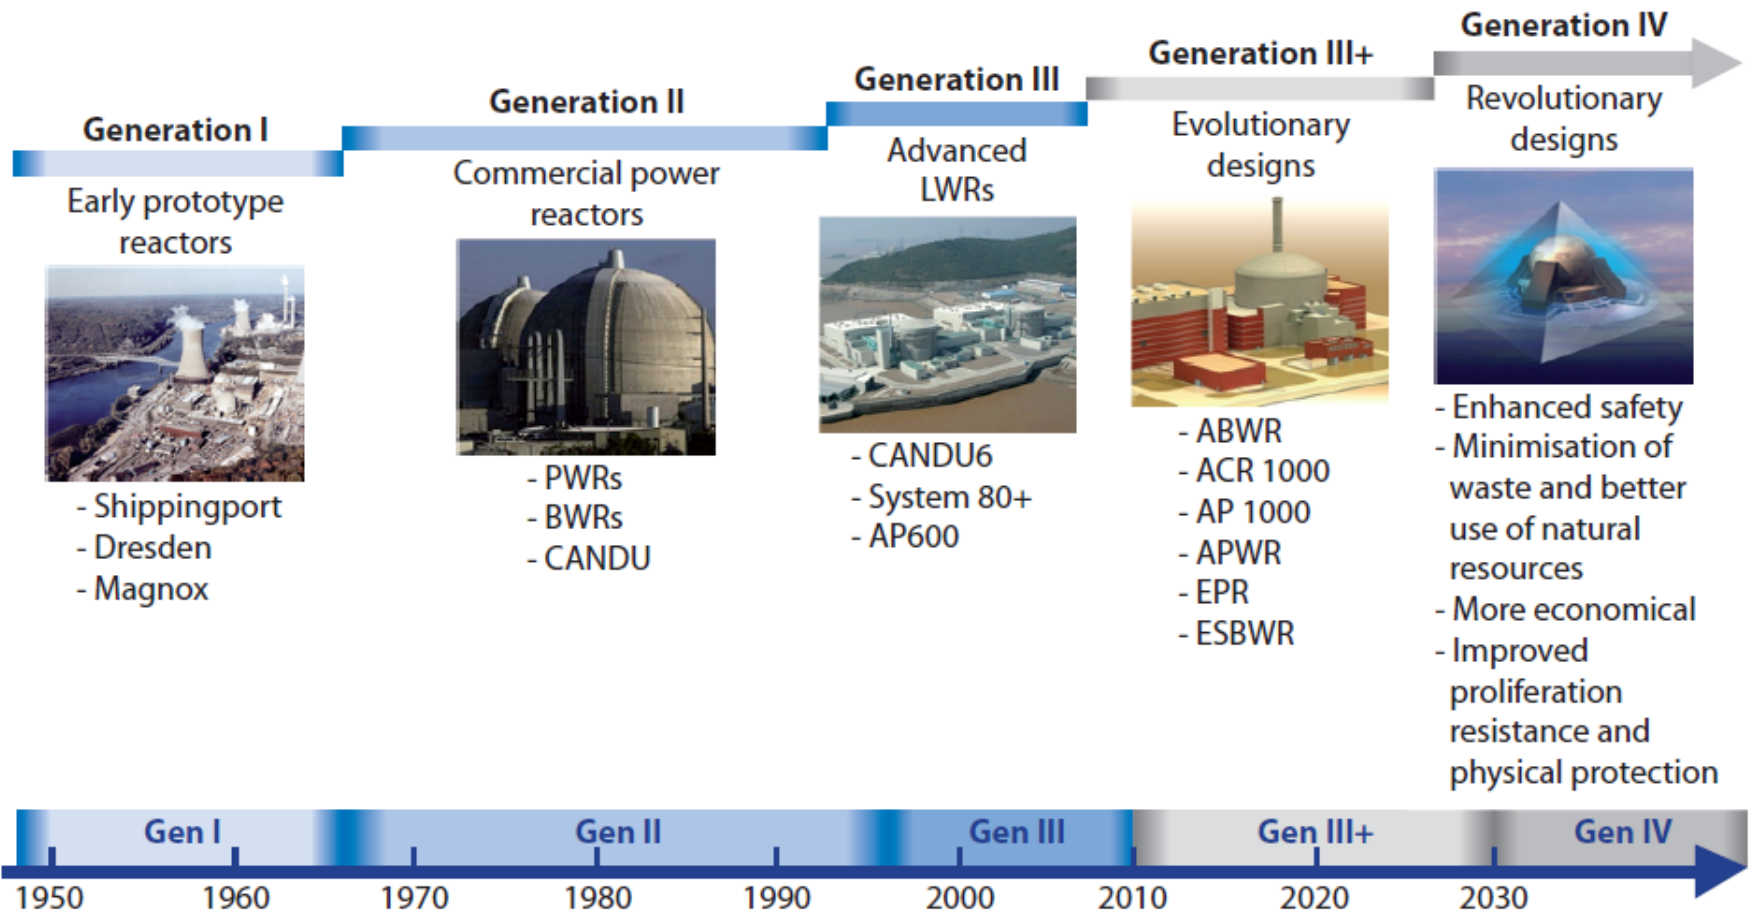 Generation I
Early prototype
reactors
- Shippingport
- Dresden
- Magnox
Generation II
Commercial power
reactors
- PWRs
- BWRs
- CANDU
Generation III
Advanced
LWRs
- CANDU6
- System 80+
- AP600
Generation III+
Evolutionary
designs
- ABWR
- ACR 1000
- AP 1000
- APWR
- EPR
- ESBWR
Generation IV
Revolutionary
designs
- Enhanced safety
- Minimisation of
waste and better
use of natural
resources
- More economical
- Improved
proliferation
resistance and
physical protection
Gen I Gen II Gen III Gen III+ Gen IV
1950 1960 1970 1980 1990 2000 2010 2020 2030